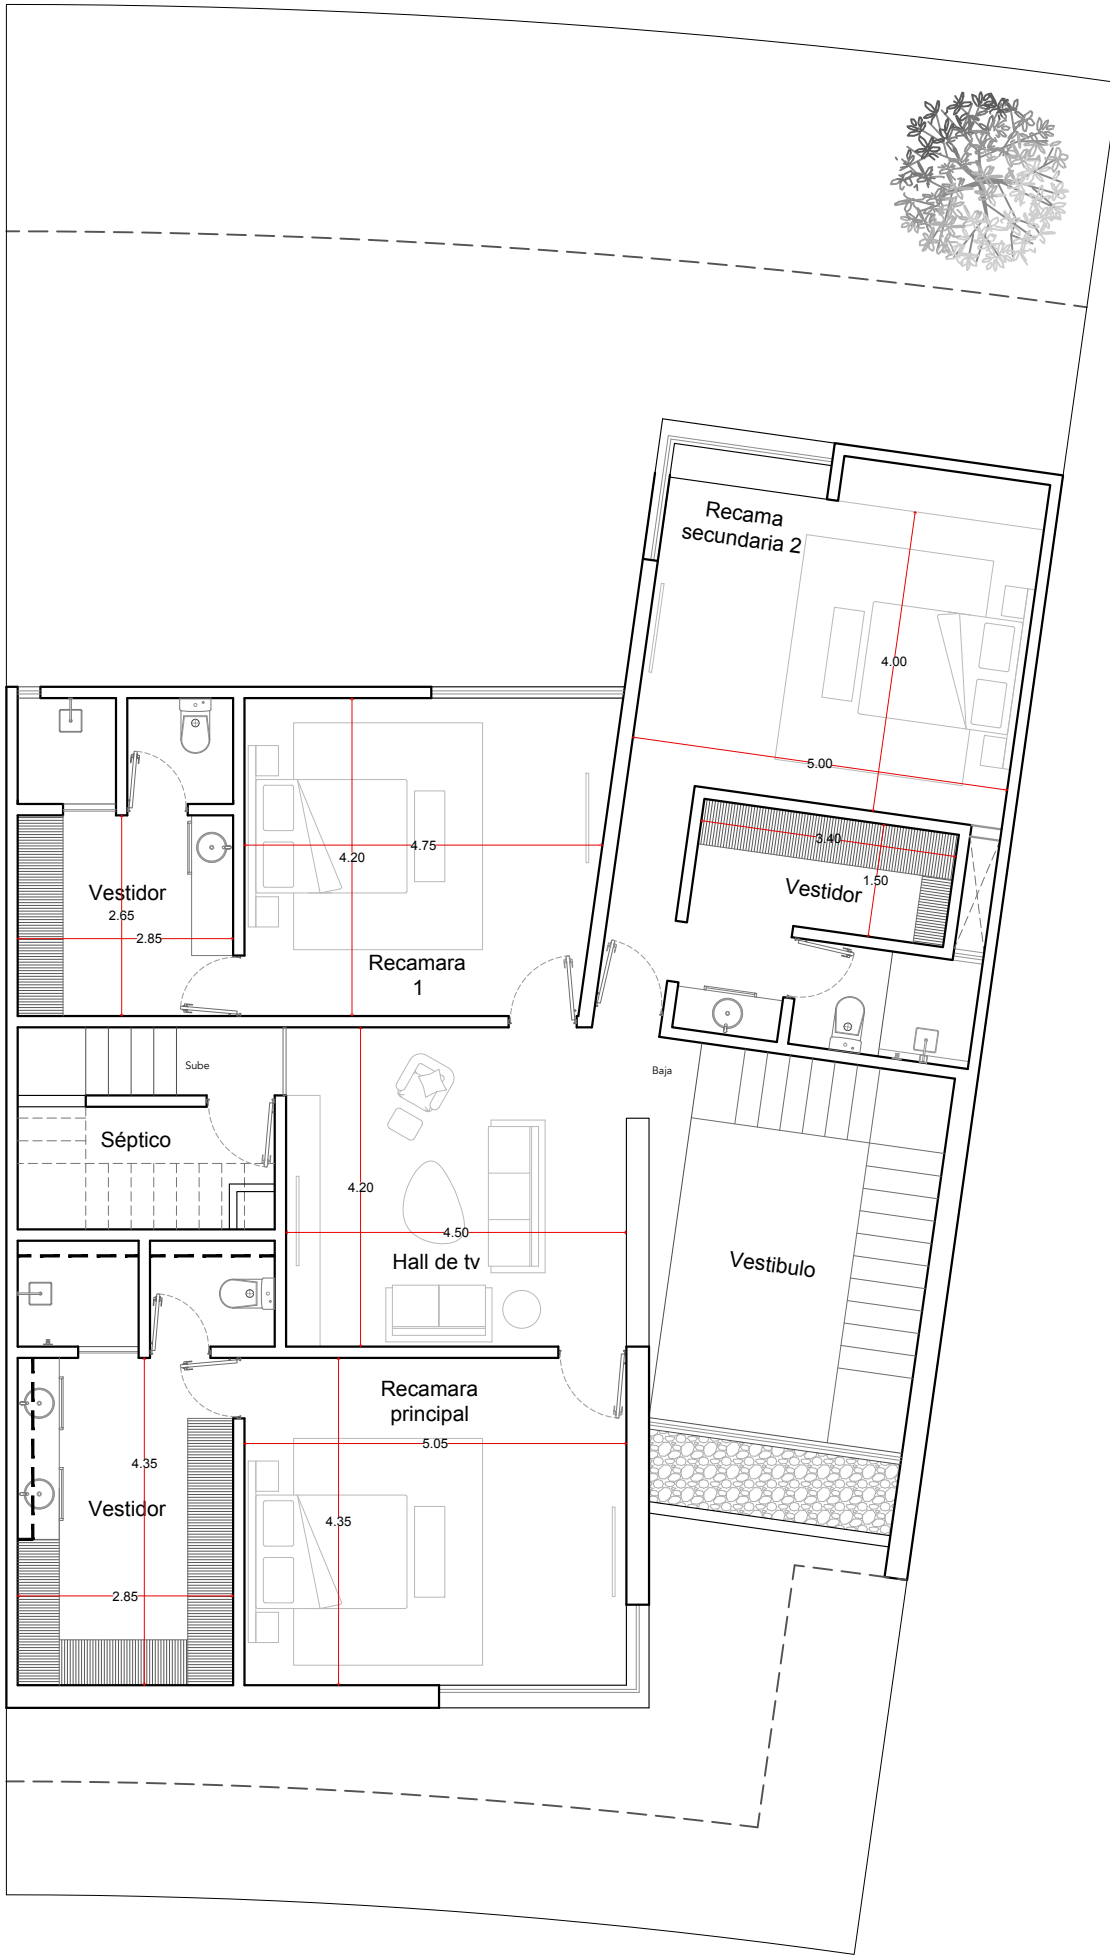 Recama
secundaria 2
4.00
5.00
3.40
1.50
Vestidor
4.20
4.75
Vestidor
2.65
2.85
Recamara
1
Sube
Baja
Séptico
4.20
4.50
Hall de tv
Vestibulo
Recamara
principal
5.05
4.35
Vestidor
4.35
2.85